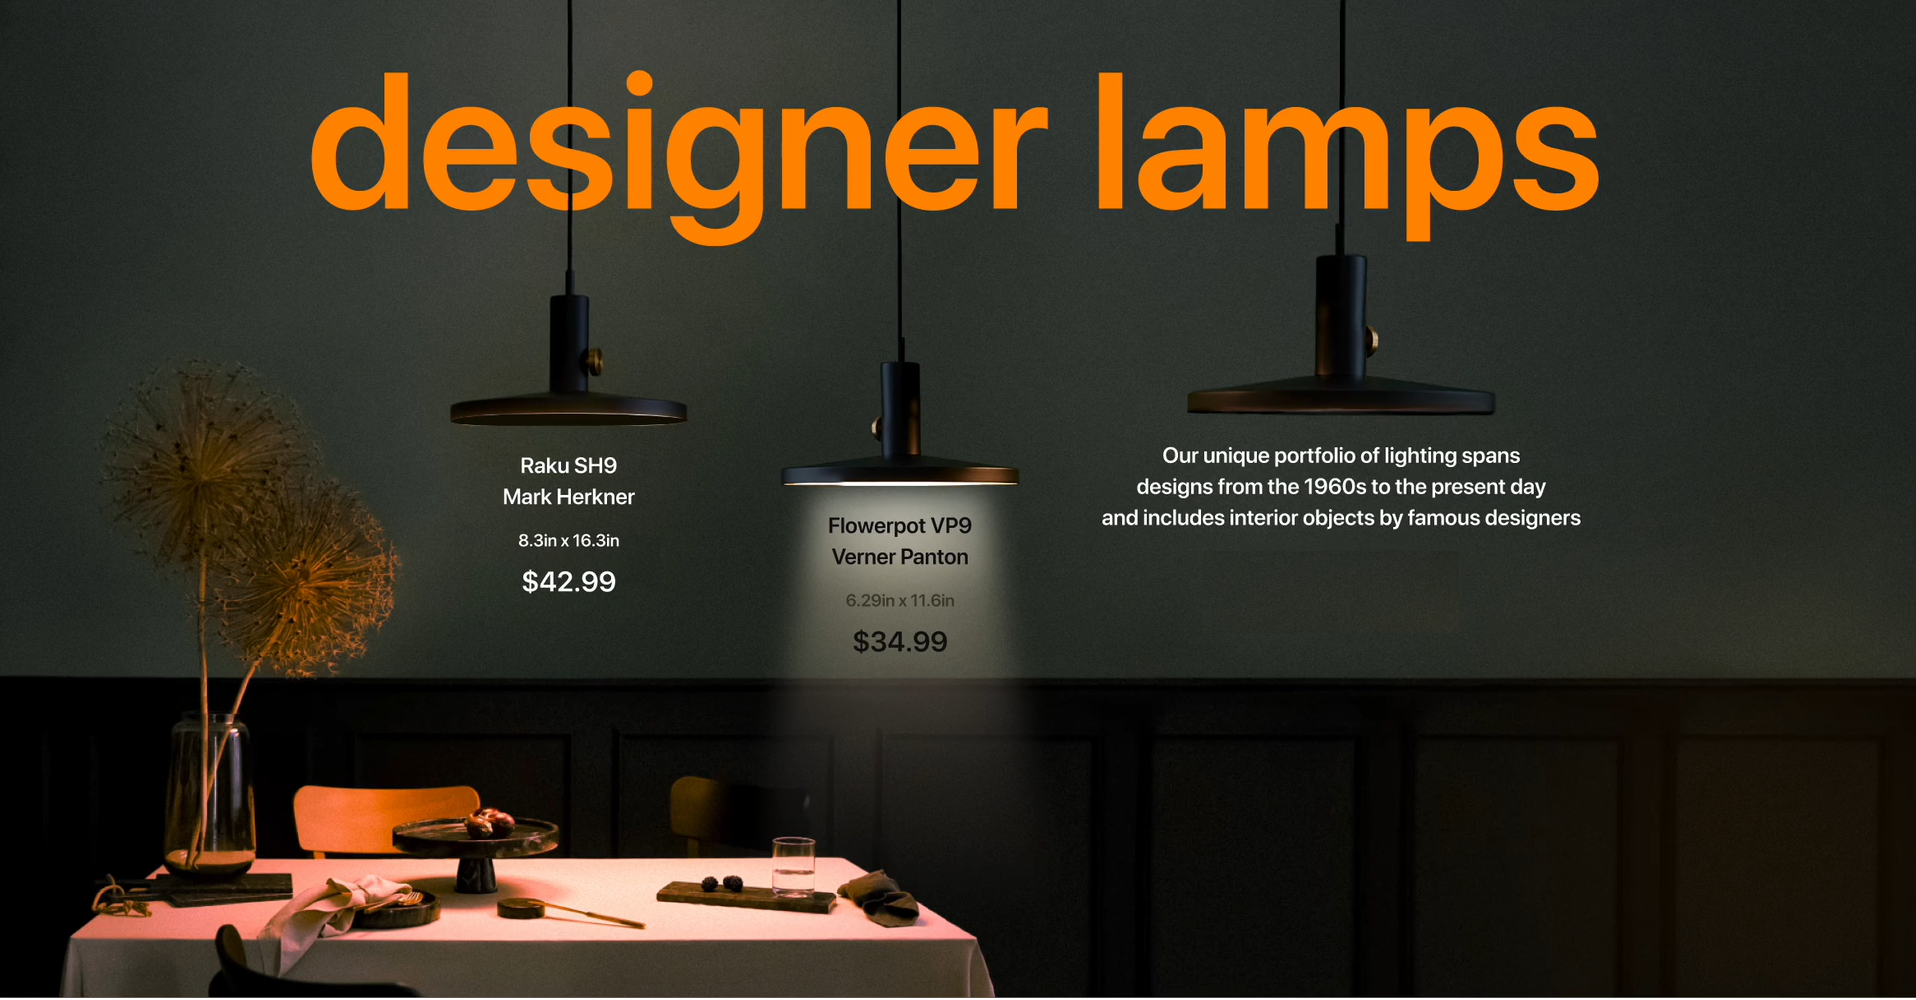 designer lamps
Raku SH9
Mark Herkner
8.3in x 16.3in
$42.99
Flowerpot VP9
Verner Panton
6.29in x 11.6in
$34.99
Our unique portfolio of lighting spans
designs from the 1960s to the present day
and includes interior objects by famous designers